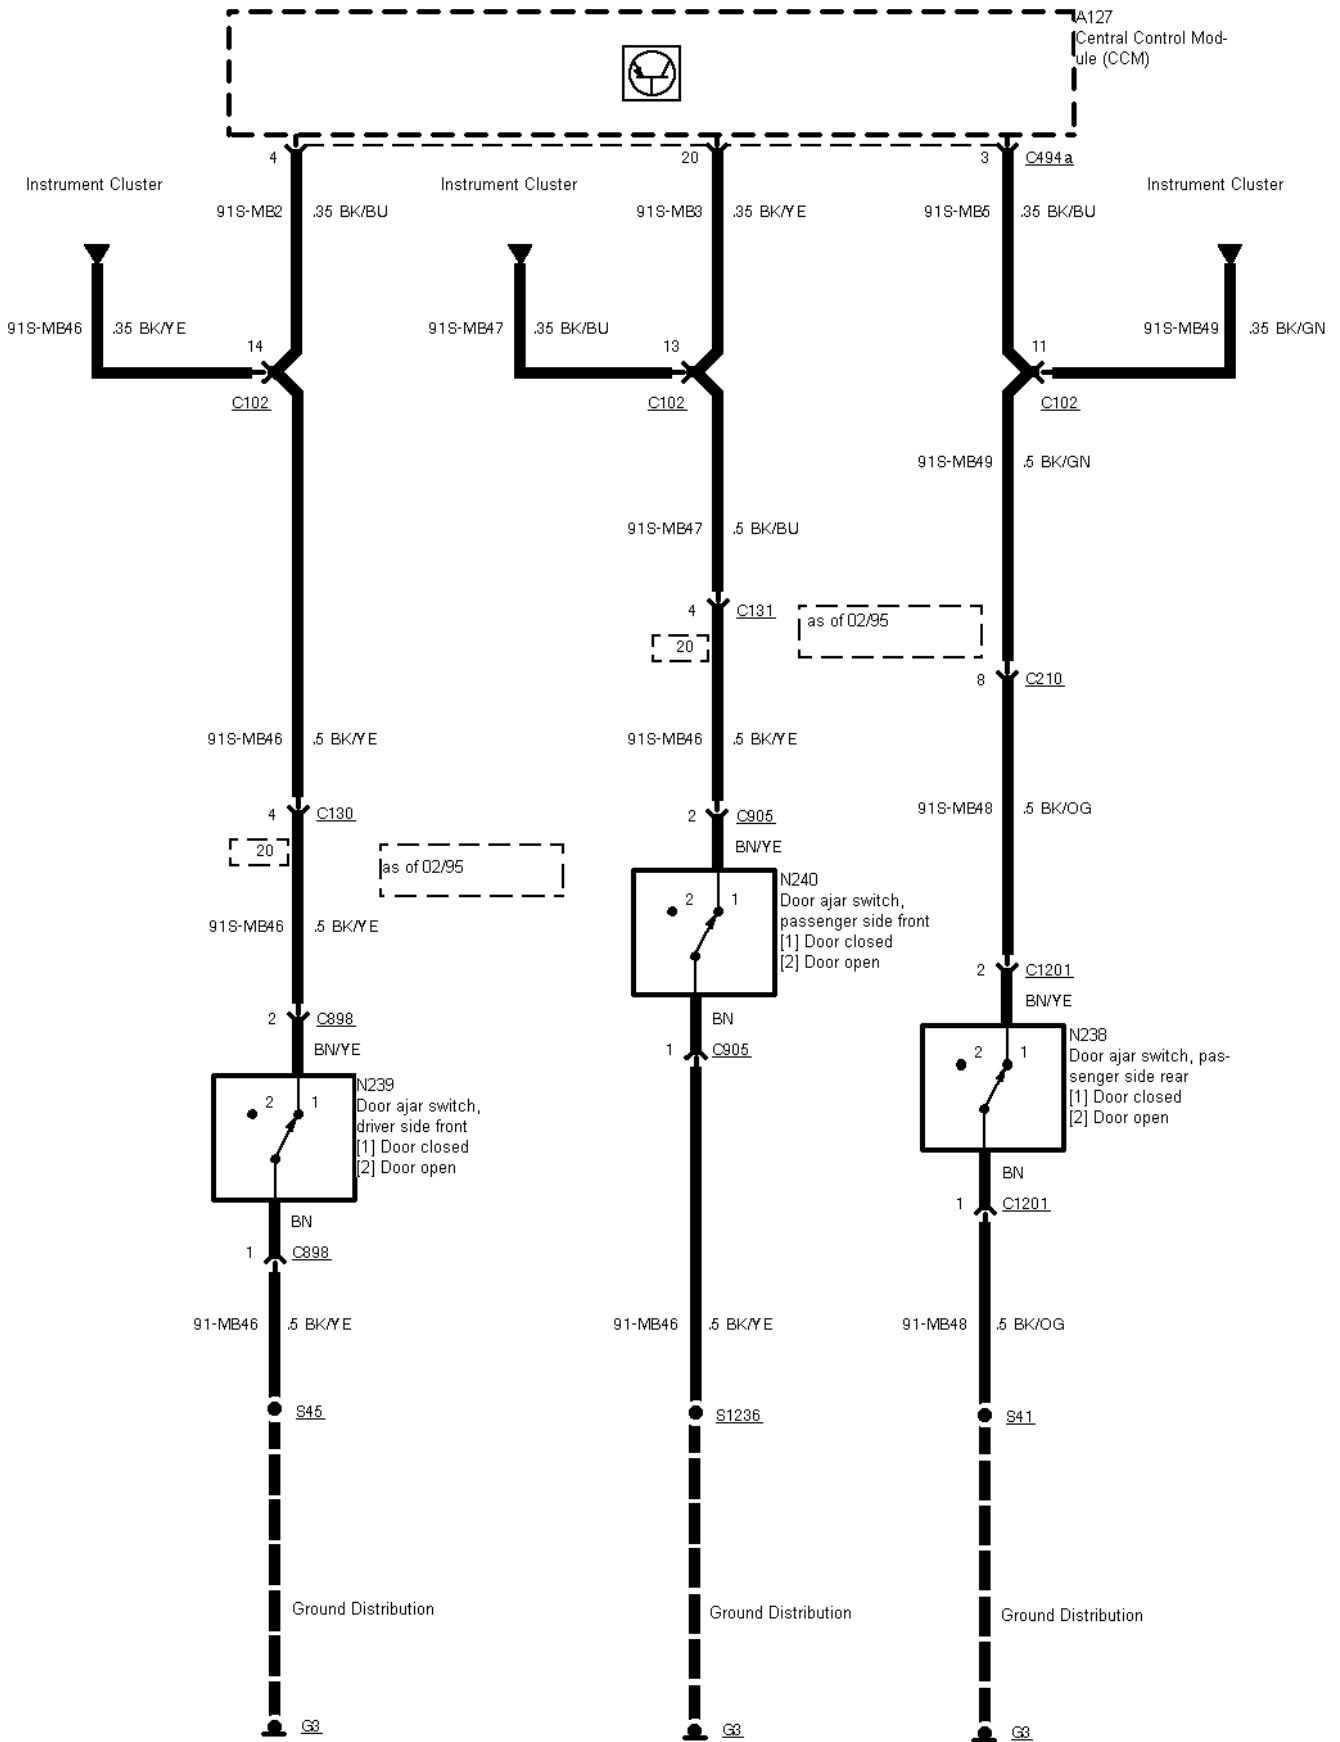 A127
Central Control Mod-
ule (CCM)
4
20
3
C494a
Instrument Cluster
Instrument Cluster
Instrument Cluster
91S-MB2
.35 BK/BU
91S-MB3
.35 BK/YE
91S-MB5
.35 BK/BU
91S-MB46
.35 BK/YE
91S-MB47
.35 BK/BU
91S-MB49
.35 BK/GN
14
13
11
C102
C102
C102
91S-MB49
.5 BK/GN
91S-MB47
.5 BK/BU
4
C131
as of 02/95
20
8
C210
91S-MB46
.5 BK/YE
91S-MB46
.5 BK/YE
4
C130
2
C905
91S-MB48
.5 BK/OG
20
as of 02/95
BN/YE
N240
Door ajar switch,
passenger side front
[1] Door closed
[2] Door open
2
1
91S-MB46
.5 BK/YE
2
C1201
BN/YE
2
C898
BN
BN/YE
1
C905
N238
Door ajar switch, pas-
senger side rear
[1] Door closed
[2] Door open
2
1
N239
Door ajar switch,
driver side front
[1] Door closed
[2] Door open
2
1
BN
1
C1201
BN
1
C898
91-MB46
.5 BK/YE
91-MB46
.5 BK/YE
91-MB48
.5 BK/OG
S45
S1236
S41
Ground Distribution
Ground Distribution
Ground Distribution
G3
G3
G3